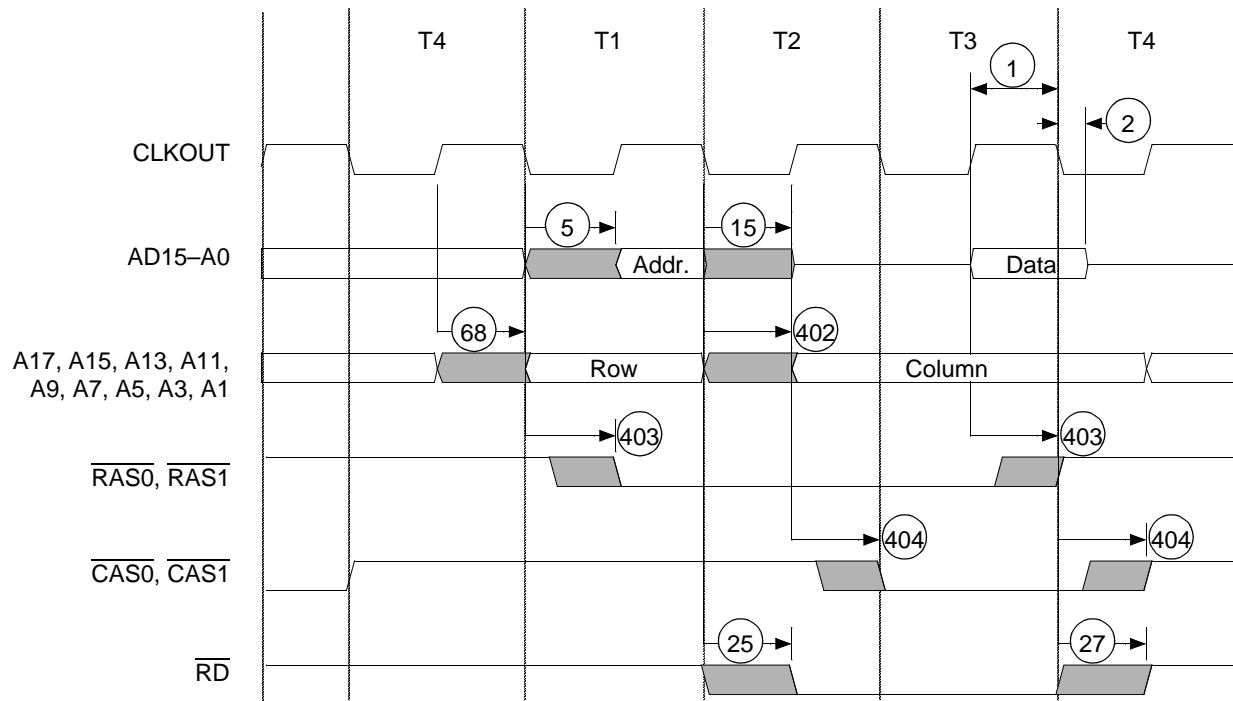 T4 T1 T2 T3 T4
1
2
CLKOUT
5 15
AD15–A0 Addr. Data
68 402
A17, A15, A13, A11,
A9, A7, A5, A3, A1
Row Column
403 403
RAS0, RAS1
404 404
CAS0, CAS1
25 27
RD